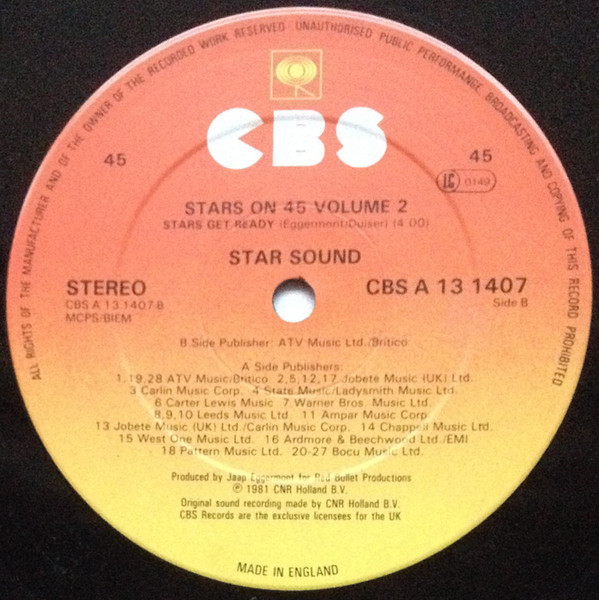 ALL RIGHTS OF THE MANUFACTURER AND OF THE OWNER OF THE RECORDED WORK RESERVED - UNAUTHORISED PUBLIC PERFORMANCE, BROADCASTING AND COPYING OF THIS RECORD PROHIBITED
CBS
45
45
LC 0149
STARS ON 45 VOLUME 2
STARS GET READY (Eggermont/Duiser) (4.00)
STAR SOUND
STEREO
CBS A 13 1407
CBS A 13 1407 B
Side B
MCPS/BIEM
B Side Publisher: ATV Music Ltd./Britico
A Side Publishers:
1,19,28 ATV Music/Britico 2,5,12,17 Jobete Music (UK) Ltd.
3 Carlin Music Corp. 4 State Music/Ladysmith Music Ltd.
6 Carter Lewis Music 7 Warner Bros. Music Ltd.
8,9,10 Leeds Music Ltd. 11 Ampar Music Corp.
13 Jobete Music (UK) Ltd./Carlin Music Corp. 14 Chappell Music Ltd.
15 West One Music Ltd. 16 Ardmore & Beechwood Ltd./EMI
18 Pattern Music Ltd. 20-27 Bocu Music Ltd.
Produced by Jaap Eggermont for Red Bullet Productions
℗ 1981 CNR Holland B.V.
Original sound recording made by CNR Holland B.V.
CBS Records are the exclusive licensees for the UK
MADE IN ENGLAND